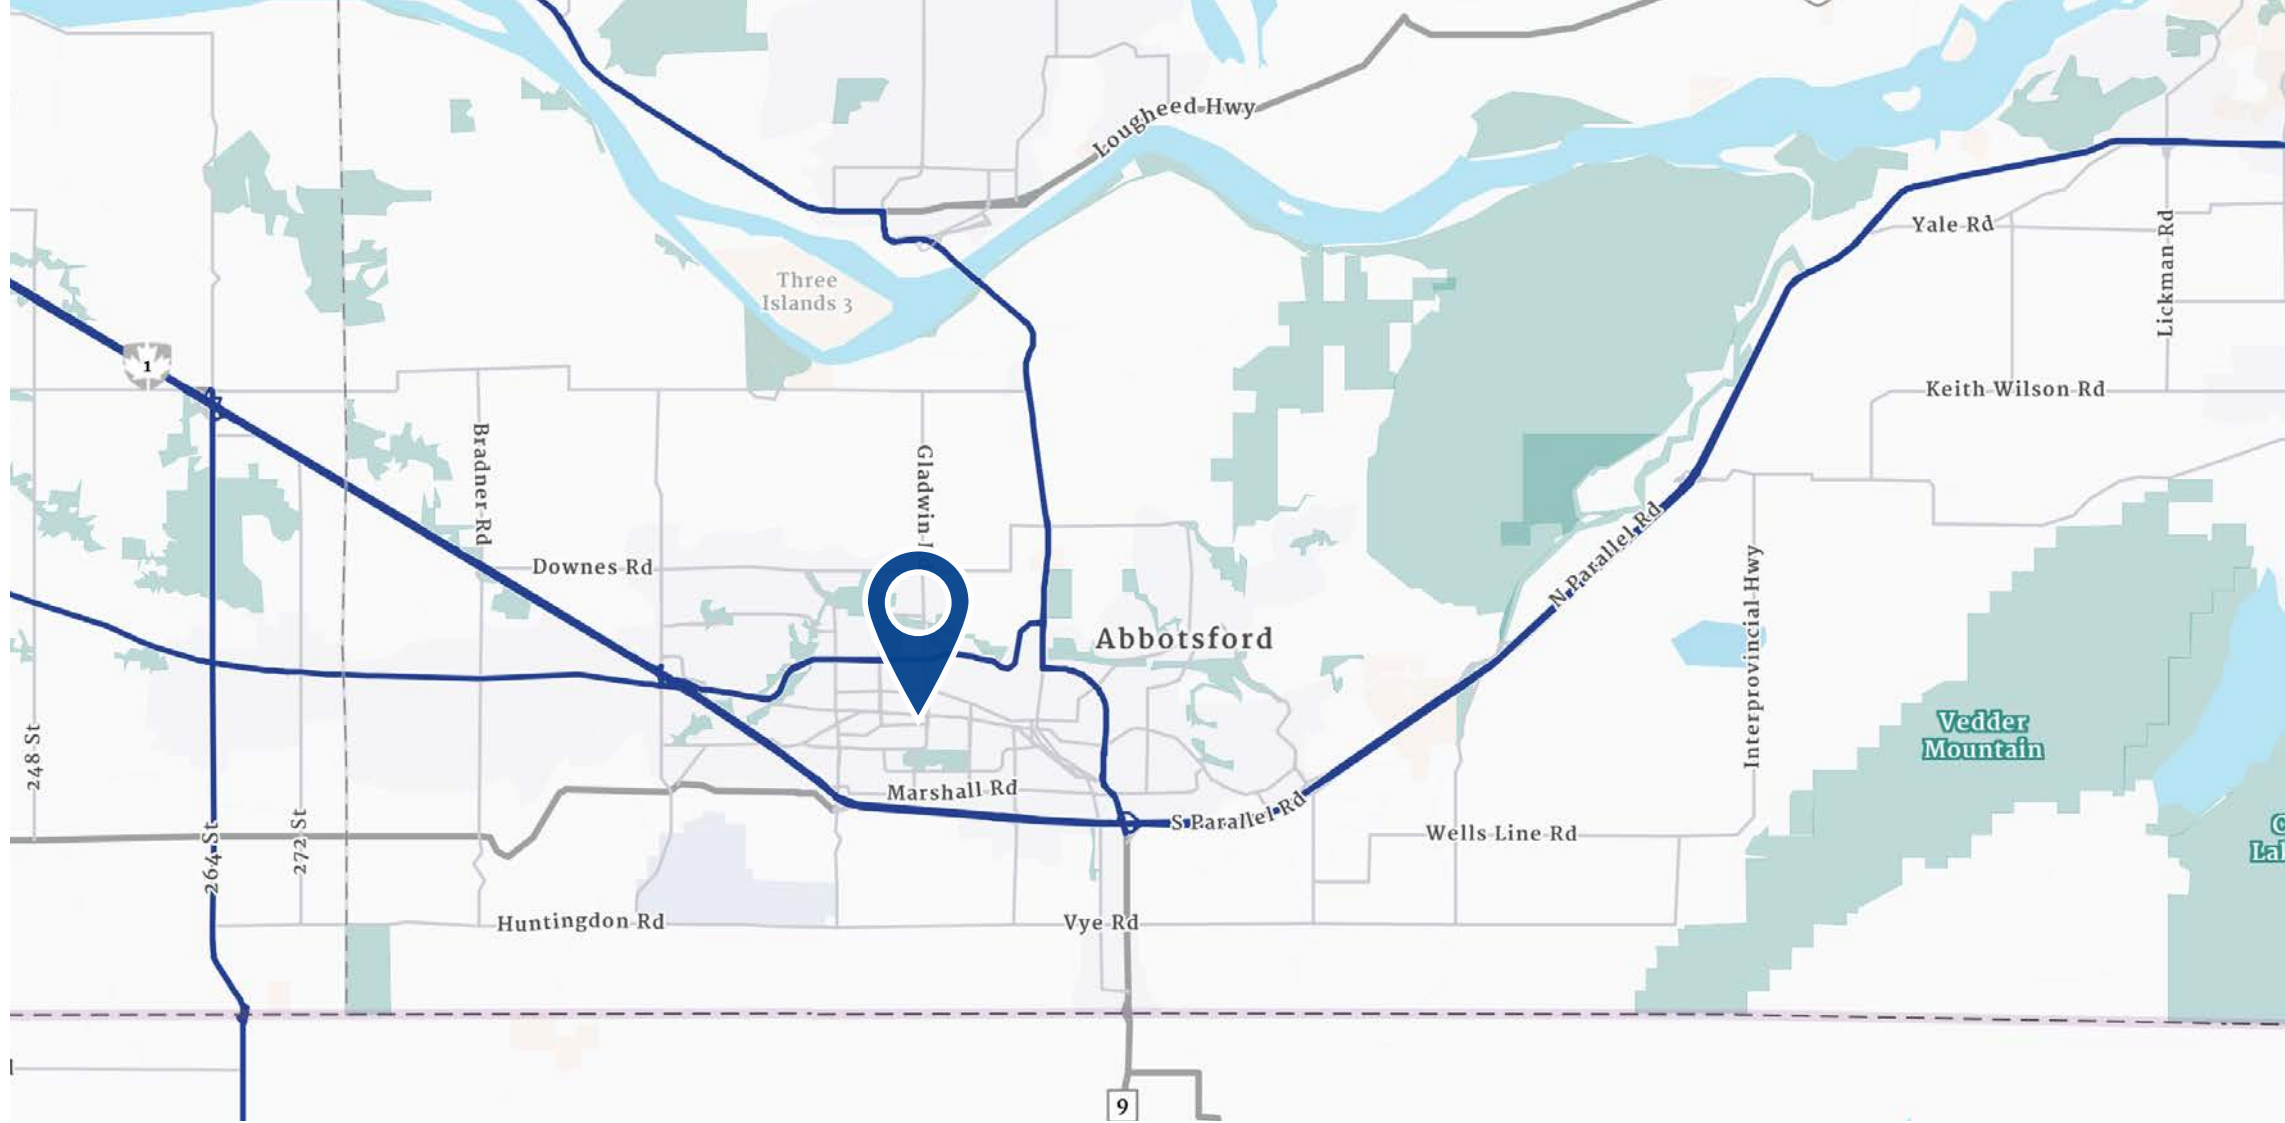 Lougheed Hwy
Yale Rd
Lickman Rd
Three
Islands 3
1
Keith Wilson Rd
Bradner Rd
Gladwin
Downes Rd
N Parallel Rd
Abbotsford
Interprovincial Hwy
Vedder
Mountain
248 St
Marshall Rd
S Parallel Rd
Wells Line Rd
264 St
272 St
Huntingdon Rd
Vye Rd
9